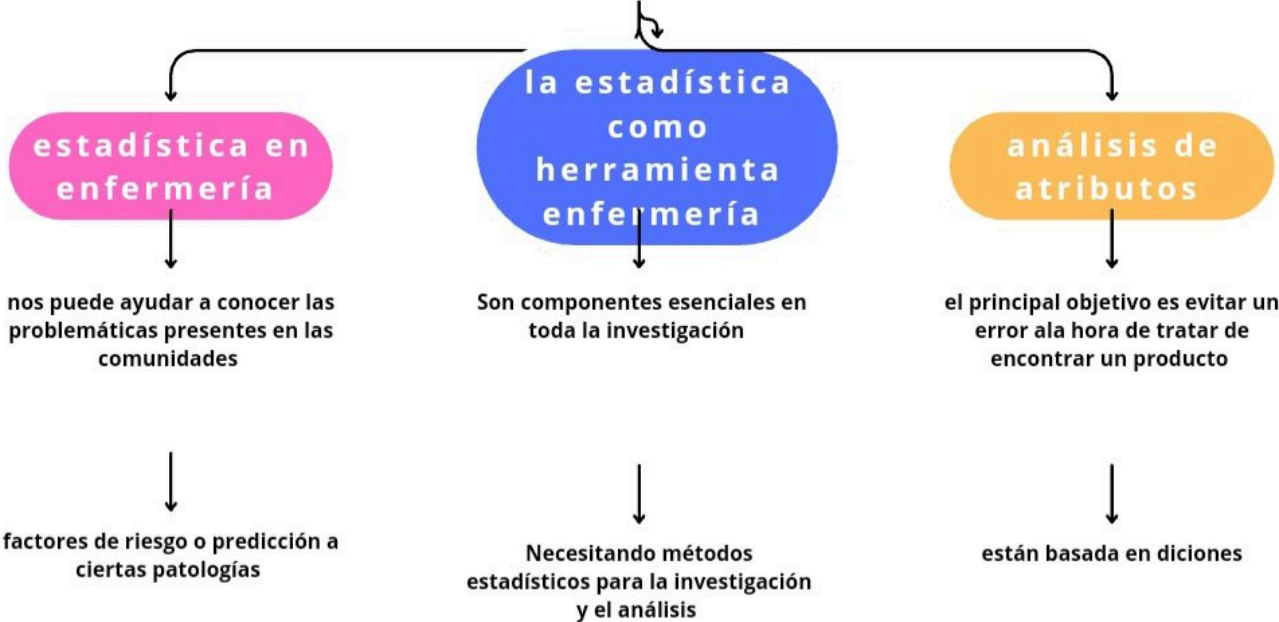 estadística en
enfermería
nos puede ayudar a conocer las
problemáticas presentes en las
comunidades
factores de riesgo o predicción a
ciertas patologías
la estadística
como
herramienta
enfermería
Son componentes esenciales en
toda la investigación
Necesitando métodos
estadísticos para la investigación
y el análisis
análisis de
atributos
el principal objetivo es evitar un
error ala hora de tratar de
encontrar un producto
están basada en diciones